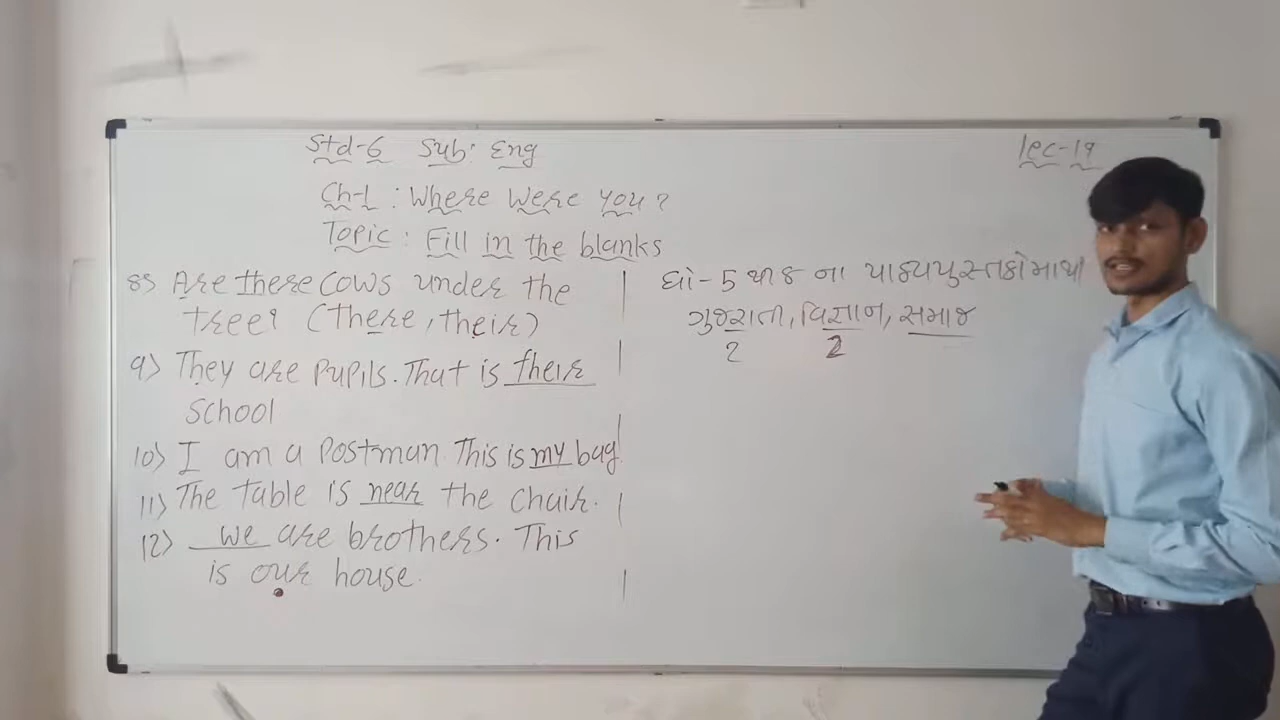 Std-6 Sub: Eng
lec-19
Ch-1 : Where Were you?
Topic : Fill in the blanks
8) Are there cows under the
tree? (there, their)
9) They are pupils. That is their
School
10) I am a postman. This is my bag
11) The table is near the chair.
12) we are brothers. This
is our house.
ધો-5 થી ૮ ના પાઠ્યપુસ્તકોમાથી
ગુજરાતી, વિજ્ઞાન, સમાજ
2 2